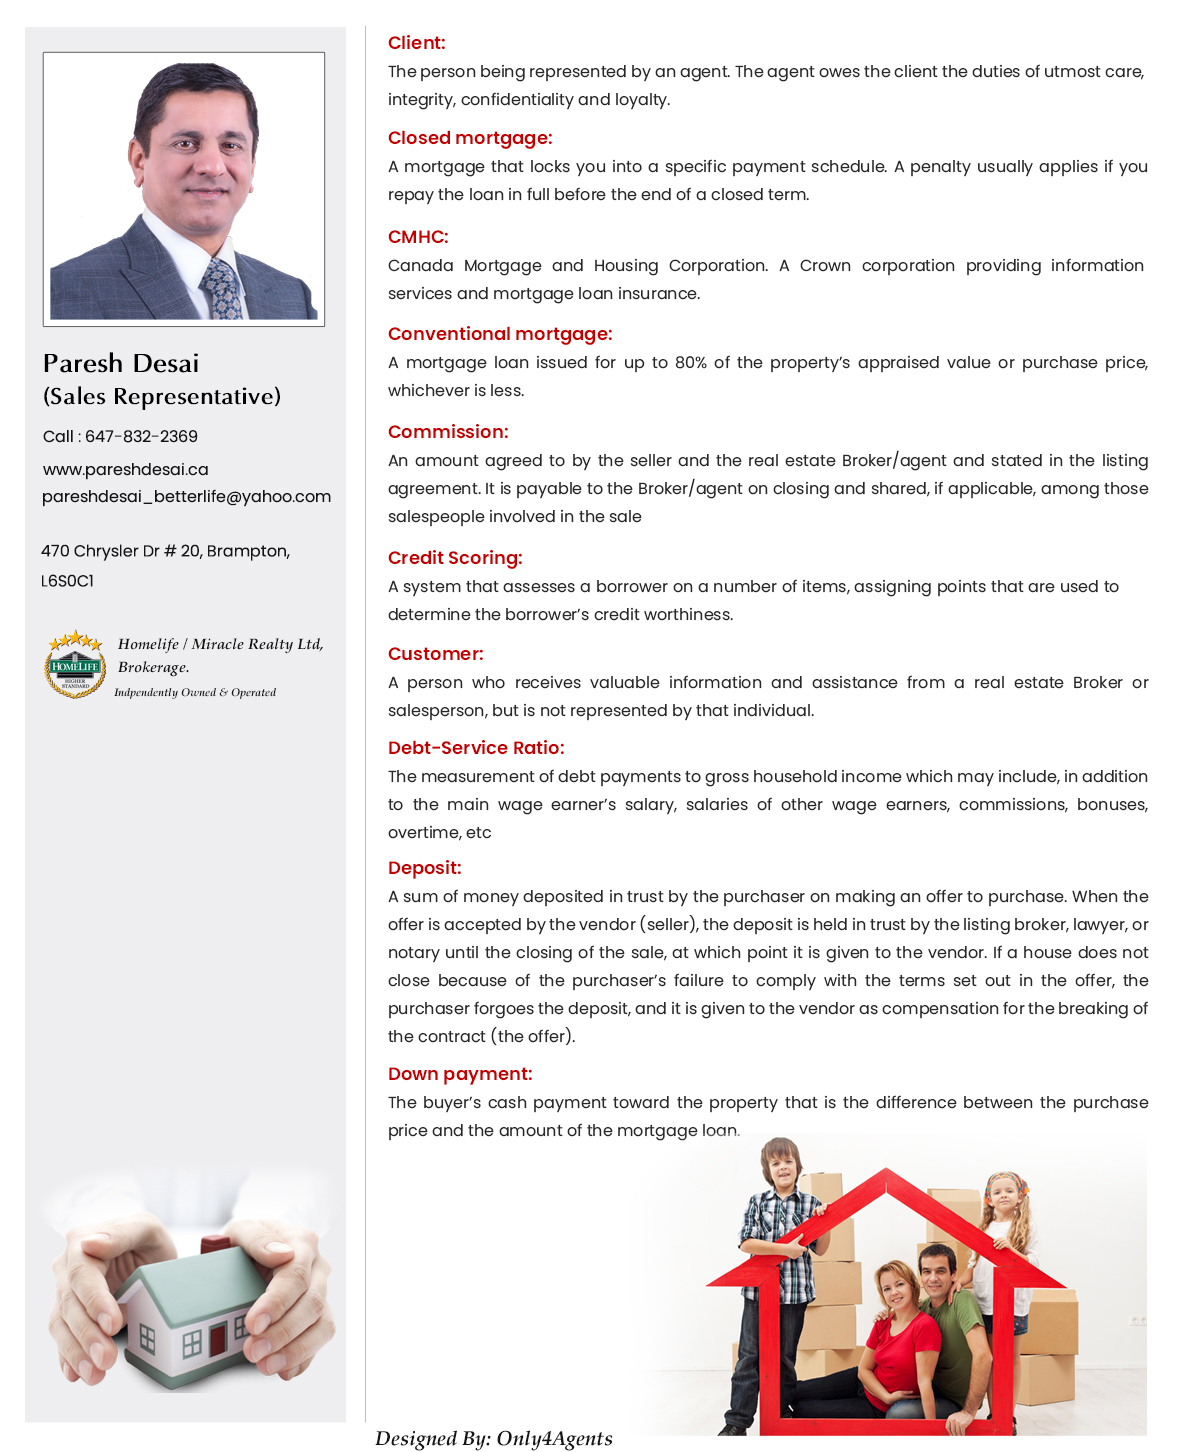 Paresh Desai
(Sales Representative)
Call : 647-832-2369
www.pareshdesai.ca
pareshdesai_betterlife@yahoo.com
470 Chrysler Dr # 20, Brampton,
L6S0C1
HOMELIFE
HIGHER
STANDARD
Homelife / Miracle Realty Ltd,
Brokerage.
Indpendently Owned & Operated
Client:
The person being represented by an agent. The agent owes the client the duties of utmost care,
integrity, confidentiality and loyalty.
Closed mortgage:
A mortgage that locks you into a specific payment schedule. A penalty usually applies if you
repay the loan in full before the end of a closed term.
CMHC:
Canada Mortgage and Housing Corporation. A Crown corporation providing information
services and mortgage loan insurance.
Conventional mortgage:
A mortgage loan issued for up to 80% of the property’s appraised value or purchase price,
whichever is less.
Commission:
An amount agreed to by the seller and the real estate Broker/agent and stated in the listing
agreement. It is payable to the Broker/agent on closing and shared, if applicable, among those
salespeople involved in the sale
Credit Scoring:
A system that assesses a borrower on a number of items, assigning points that are used to
determine the borrower’s credit worthiness.
Customer:
A person who receives valuable information and assistance from a real estate Broker or
salesperson, but is not represented by that individual.
Debt-Service Ratio:
The measurement of debt payments to gross household income which may include, in addition
to the main wage earner’s salary, salaries of other wage earners, commissions, bonuses,
overtime, etc
Deposit:
A sum of money deposited in trust by the purchaser on making an offer to purchase. When the
offer is accepted by the vendor (seller), the deposit is held in trust by the listing broker, lawyer, or
notary until the closing of the sale, at which point it is given to the vendor. If a house does not
close because of the purchaser’s failure to comply with the terms set out in the offer, the
purchaser forgoes the deposit, and it is given to the vendor as compensation for the breaking of
the contract (the offer).
Down payment:
The buyer’s cash payment toward the property that is the difference between the purchase
price and the amount of the mortgage loan.
Designed By: Only4Agents